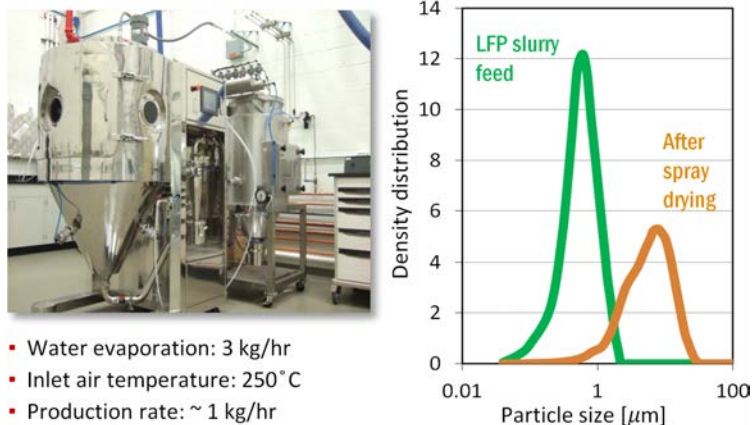 ▪ Water evaporation: 3 kg/hr
▪ Inlet air temperature: 250°C
▪ Production rate: ~ 1 kg/hr
Density distribution
14
12
10
8
6
4
2
0
LFP slurry
feed
After
spray
drying
0.01
1
100
Particle size [μm]